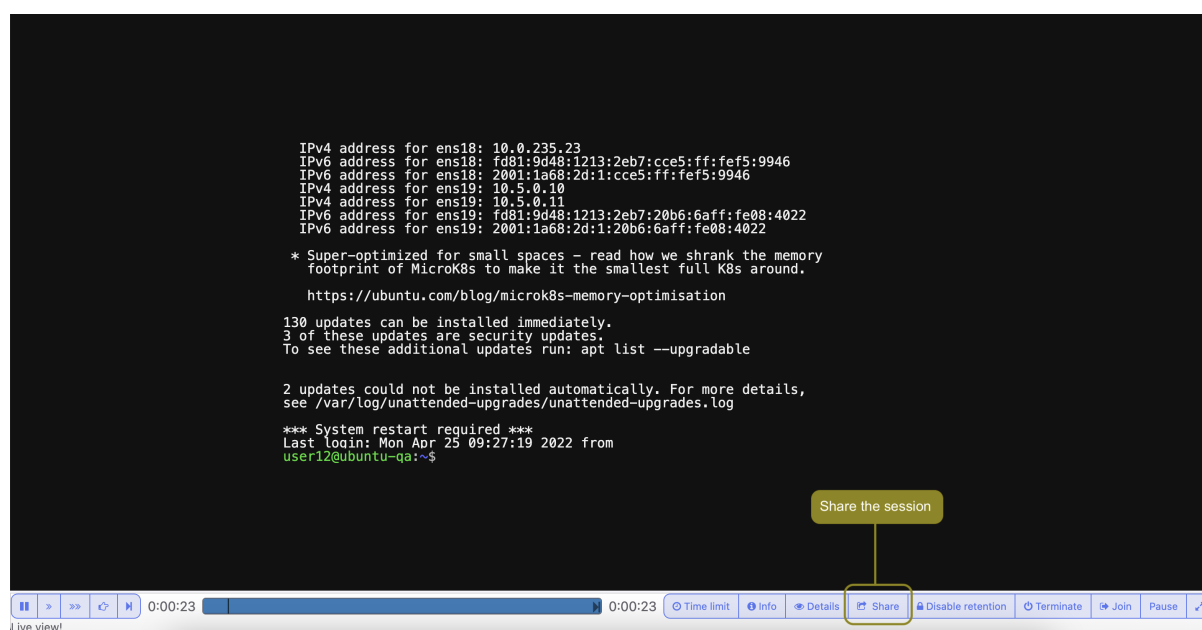 IPv4 address for ens18: 10.0.235.23
IPv6 address for ens18: fd81:9d48:1213:2eb7:cce5:ff:fef5:9946
IPv6 address for ens18: 2001:1a68:2d:1:cce5:ff:fef5:9946
IPv4 address for ens19: 10.5.0.10
IPv4 address for ens19: 10.5.0.11
IPv6 address for ens19: fd81:9d48:1213:2eb7:20b6:6aff:fe08:4022
IPv6 address for ens19: 2001:1a68:2d:1:20b6:6aff:fe08:4022
* Super-optimized for small spaces - read how we shrank the memory
footprint of MicroK8s to make it the smallest full K8s around.
https://ubuntu.com/blog/microk8s-memory-optimisation
130 updates can be installed immediately.
3 of these updates are security updates.
To see these additional updates run: apt list --upgradable
2 updates could not be installed automatically. For more details,
see /var/log/unattended-upgrades/unattended-upgrades.log
*** System restart required ***
Last login: Mon Apr 25 09:27:19 2022 from
user12@ubuntu-qa:~$
Share the session
0:00:23 0:00:23 Time limit Info Details Share Disable retention Terminate Join Pause
Live view!